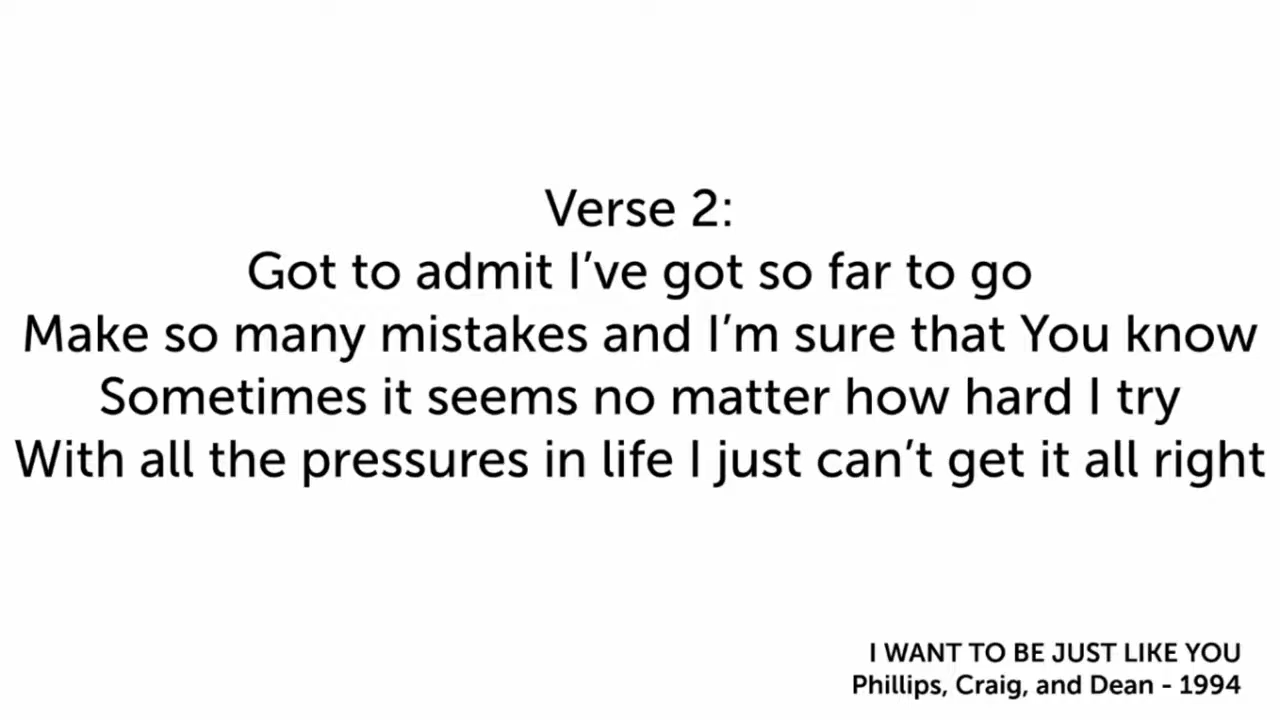 Verse 2:
Got to admit I’ve got so far to go
Make so many mistakes and I’m sure that You know
Sometimes it seems no matter how hard I try
With all the pressures in life I just can’t get it all right
I WANT TO BE JUST LIKE YOU
Phillips, Craig, and Dean - 1994